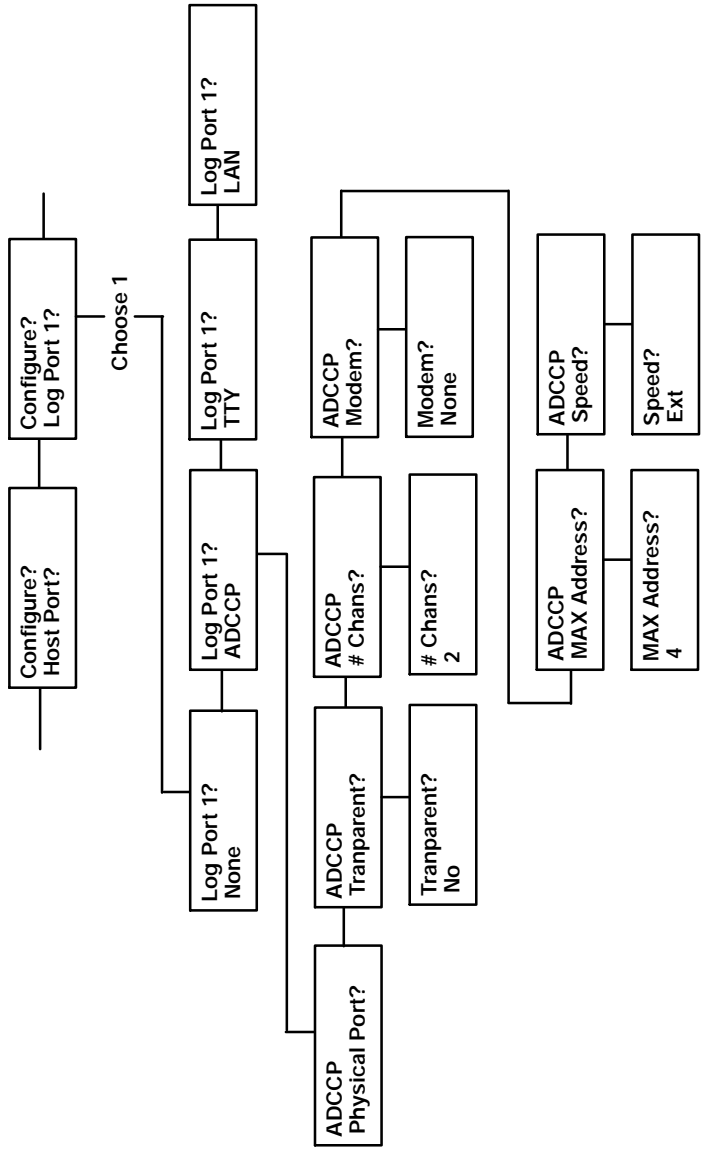 Configure?
Host Port?
Configure?
Log Port 1?
Choose 1
Log Port 1?
None
Log Port 1?
ADCCP
Log Port 1?
TTY
Log Port 1?
LAN
ADCCP
Physical Port?
ADCCP
Tranparent?
ADCCP
# Chans?
ADCCP
Modem?
Tranparent?
No
# Chans?
2
Modem?
None
ADCCP
MAX Address?
ADCCP
Speed?
MAX Address?
4
Speed?
Ext